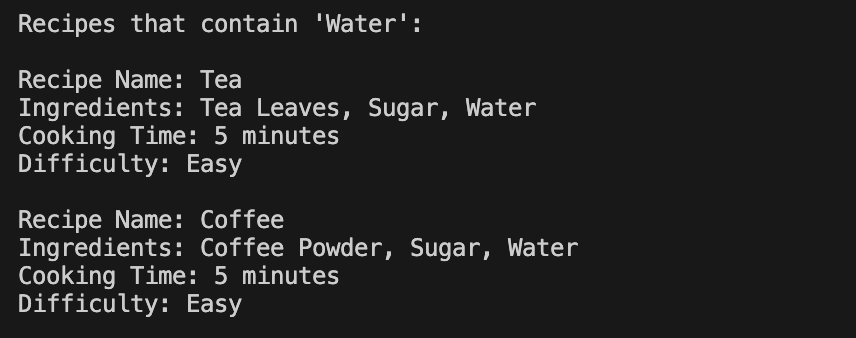 Recipes that contain 'Water':
Recipe Name: Tea
Ingredients: Tea Leaves, Sugar, Water
Cooking Time: 5 minutes
Difficulty: Easy
Recipe Name: Coffee
Ingredients: Coffee Powder, Sugar, Water
Cooking Time: 5 minutes
Difficulty: Easy